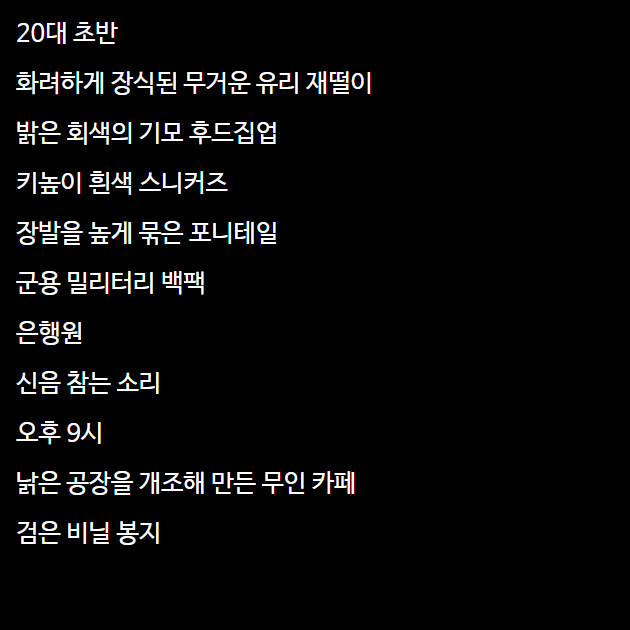 20대 초반
화려하게 장식된 무거운 유리 재떨이
밝은 회색의 기모 후드집업
키높이 흰색 스니커즈
장발을 높게 묶은 포니테일
군용 밀리터리 백팩
은행원
신음 참는 소리
오후 9시
낡은 공장을 개조해 만든 무인 카페
검은 비닐 봉지